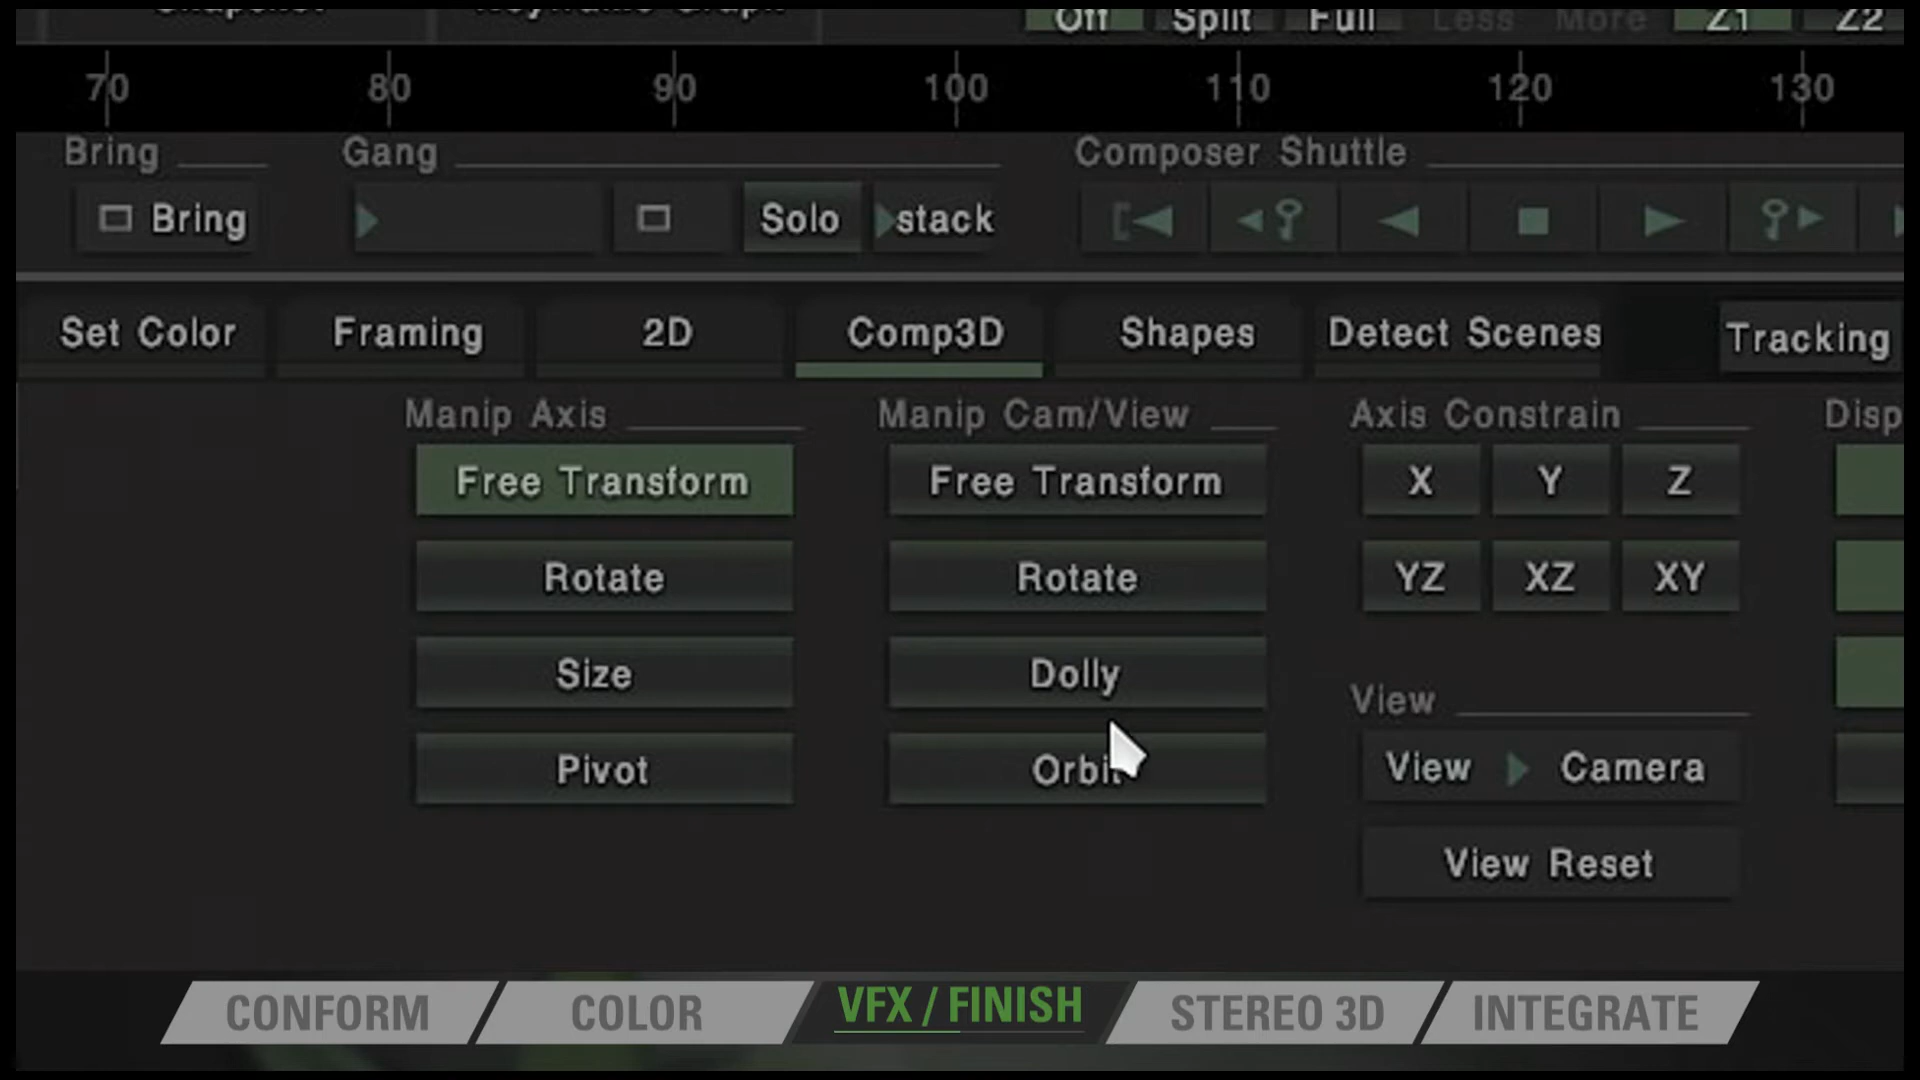 Off Split Full Less More Z1 Z2
70 80 90 100 110 120 130
Bring Gang Composer Shuttle
Bring Solo stack
Set Color Framing 2D Comp3D Shapes Detect Scenes Tracking
Manip Axis Manip Cam/View Axis Constrain Disp
Free Transform Free Transform X Y Z
Rotate Rotate YZ XZ XY
Size Dolly
View
Pivot Orbit View Camera
View Reset
CONFORM COLOR VFX / FINISH STEREO 3D INTEGRATE